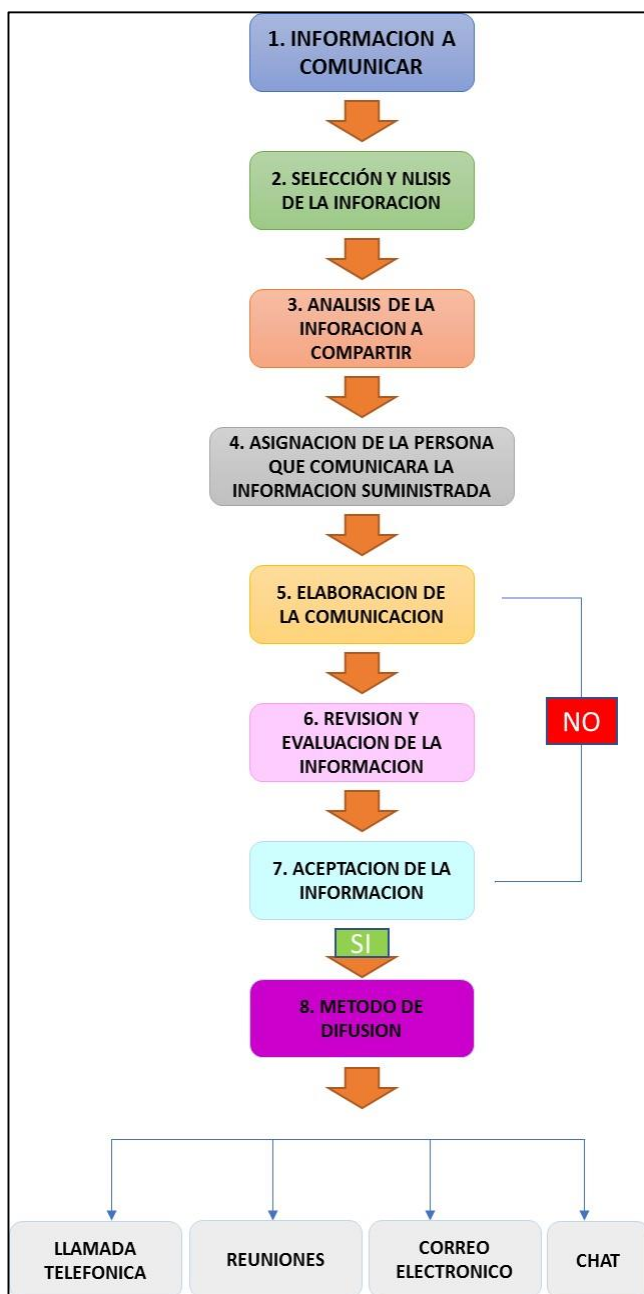 1. INFORMACION A
COMUNICAR
2. SELECCIÓN Y NLISIS
DE LA INFORACION
3. ANALISIS DE LA
INFORACION A
COMPARTIR
4. ASIGNACION DE LA PERSONA
QUE COMUNICARA LA
INFORMACION SUMINISTRADA
5. ELABORACION DE
LA COMUNICACION
6. REVISION Y
EVALUACION DE LA
INFORMACION
NO
7. ACEPTACION DE LA
INFORMACION
SI
8. METODO DE
DIFUSION
LLAMADA
TELEFONICA
REUNIONES
CORREO
ELECTRONICO
CHAT